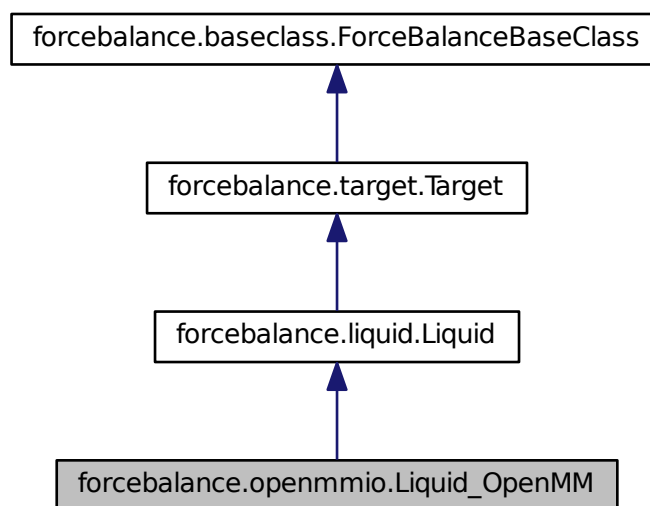 forcebalance.baseclass.ForceBalanceBaseClass
forcebalance.target.Target
forcebalance.liquid.Liquid
forcebalance.openmmio.Liquid_OpenMM